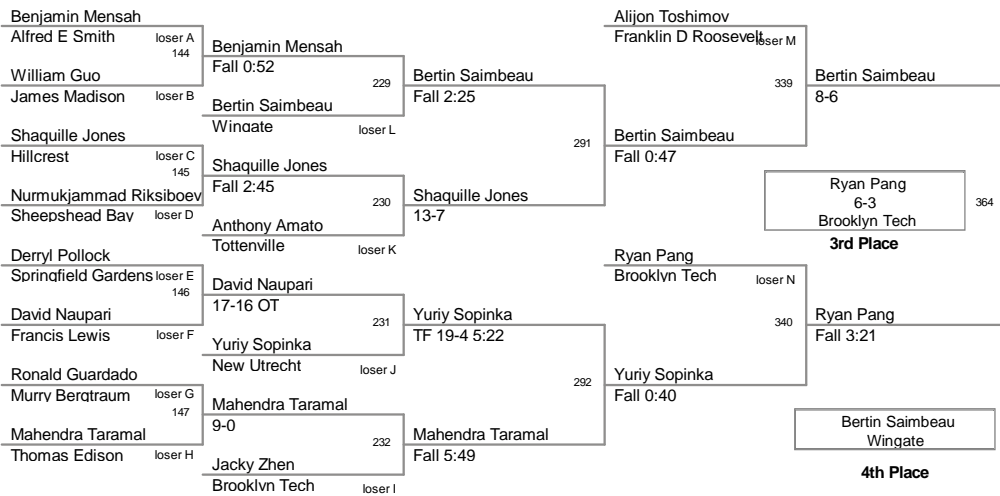 Benjamin Mensah
Alfred E Smith loser A
144
William Guo
James Madison loser B
Shaquille Jones
Hillcrest loser C
145
Nurmukjammad Riksiboev
Sheepshead Bay loser D
Derryl Pollock
Springfield Gardens loser E
146
David Naupari
Francis Lewis loser F
Ronald Guardado
Murry Bergtraum loser G
147
Mahendra Taramal
Thomas Edison loser H
Benjamin Mensah
Fall 0:52
229
Bertin Saimbeau
Wingate loser L
Shaquille Jones
Fall 2:45
230
Anthony Amato
Tottenville loser K
David Naupari
17-16 OT
231
Yuriy Sopinka
New Utrecht loser J
Mahendra Taramal
9-0
232
Jacky Zhen
Brooklyn Tech loser I
Bertin Saimbeau
Fall 2:25
291
Shaquille Jones
13-7
Yuriy Sopinka
TF 19-4 5:22
292
Mahendra Taramal
Fall 5:49
Alijon Toshimov
Franklin D Roosevelt loser M
339
Bertin Saimbeau
Fall 0:47
Ryan Pang
Brooklyn Tech loser N
340
Yuriy Sopinka
Fall 0:40
Bertin Saimbeau
8-6
Ryan Pang
6-3
Brooklyn Tech
364
3rd Place
Ryan Pang
Fall 3:21
Bertin Saimbeau
Wingate
4th Place